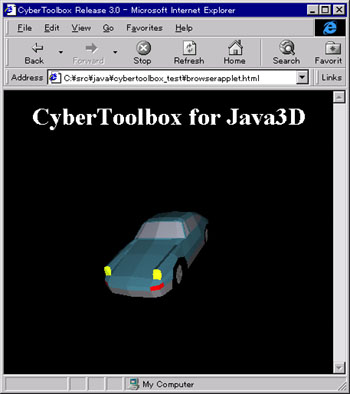 CyberToolbox Release 3.0 - Microsoft Internet Explorer
File Edit View Go Favorites Help
Back Forward Stop Refresh Home Search Favorit
Address C:¥src¥java¥cybertoolbox_test¥browserapplet.html Links
CyberToolbox for Java3D
My Computer